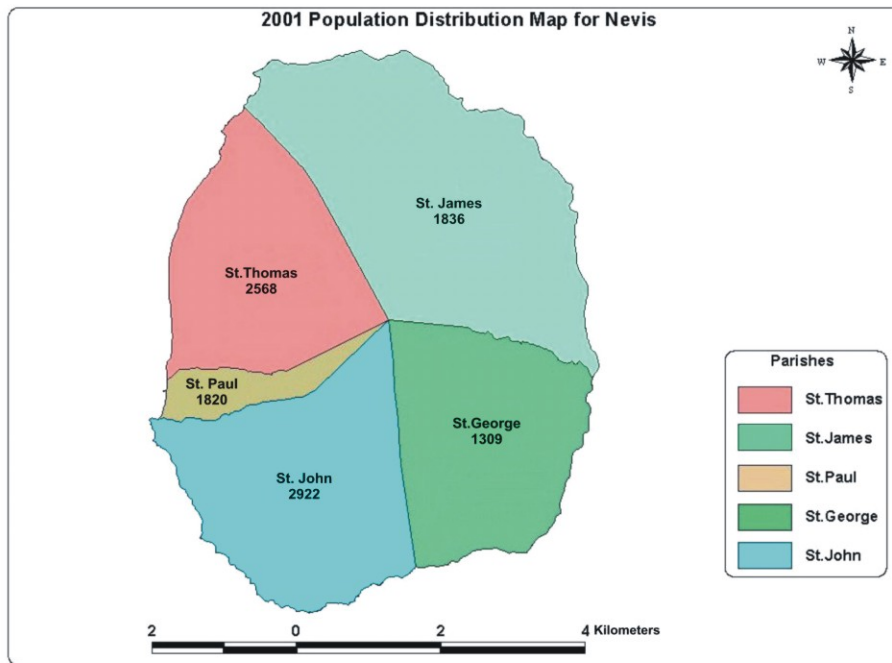 2001 Population Distribution Map for Nevis
N
W E
S
St. James
1836
St.Thomas
2568
St. Paul
1820
St.George
1309
St. John
2922
Parishes
St.Thomas
St.James
St.Paul
St.George
St.John
2 0 2 4 Kilometers